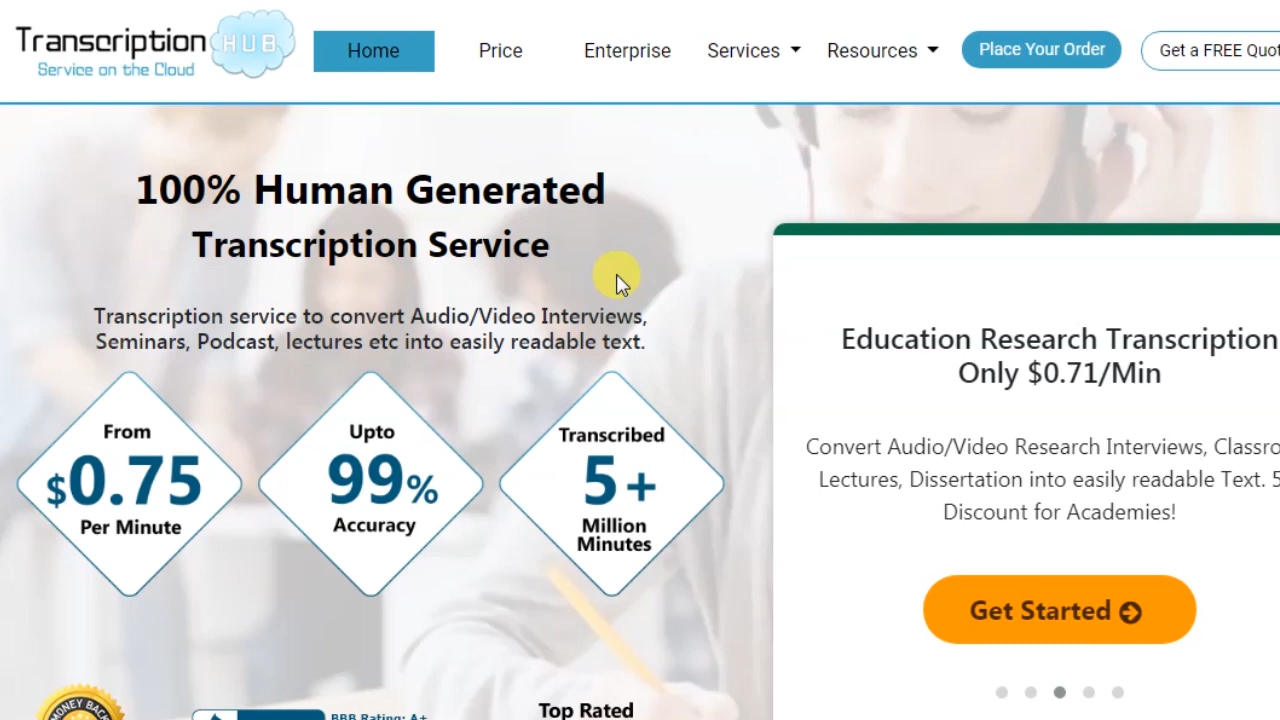 Transcription HUB
Service on the Cloud
Home
Price
Enterprise
Services
Resources
Place Your Order
Get a FREE Quo
100% Human Generated
Transcription Service
Transcription service to convert Audio/Video Interviews,
Seminars, Podcast, lectures etc into easily readable text.
From
$0.75
Per Minute
Upto
99%
Accuracy
Transcribed
5+
Million
Minutes
Education Research Transcription
Only $0.71/Min
Convert Audio/Video Research Interviews, Classro
Lectures, Dissertation into easily readable Text. 5
Discount for Academies!
Get Started
MONEY BACK
BBB Rating: A+
Top Rated